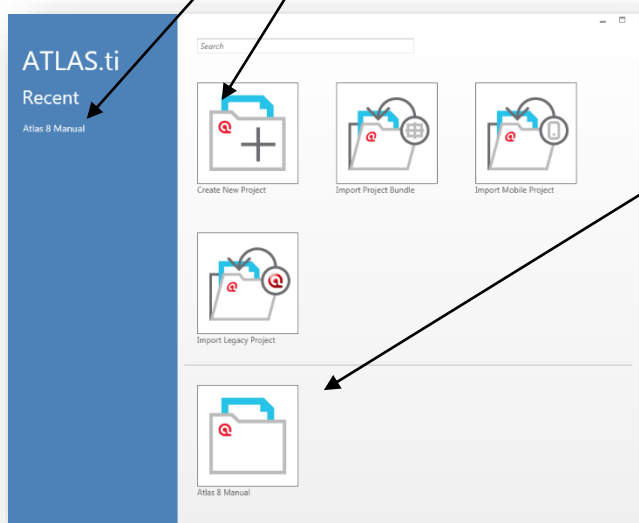 ATLAS.ti
Recent
Atlas 8 Manual
Search
Create New Project
Import Project Bundle
Import Mobile Project
Import Legacy Project
Atlas 8 Manual